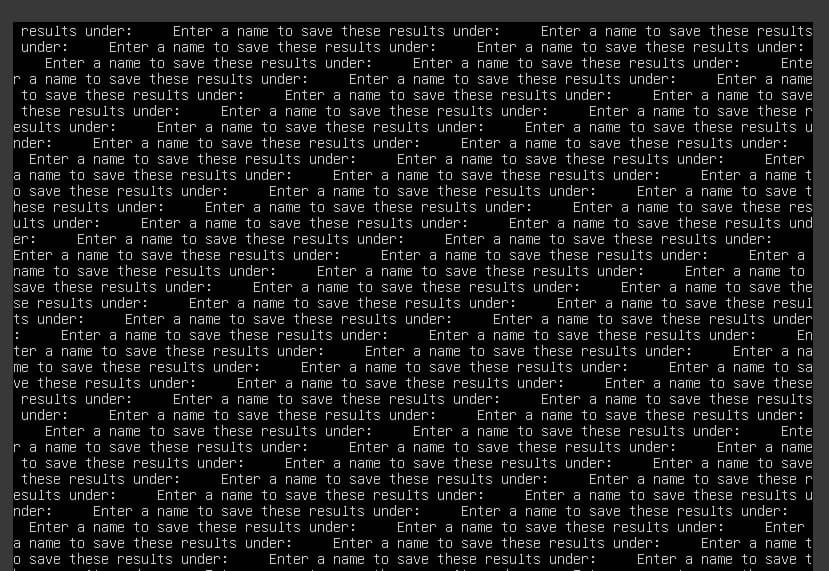 results under:     Enter a name to save these results under:     Enter a name to save these results
under:     Enter a name to save these results under:     Enter a name to save these results under:
Enter a name to save these results under:     Enter a name to save these results under:     Ente
r a name to save these results under:     Enter a name to save these results under:     Enter a name
to save these results under:     Enter a name to save these results under:     Enter a name to save
these results under:     Enter a name to save these results under:     Enter a name to save these r
esults under:     Enter a name to save these results under:     Enter a name to save these results u
nder:     Enter a name to save these results under:     Enter a name to save these results under:
Enter a name to save these results under:     Enter a name to save these results under:     Enter
a name to save these results under:     Enter a name to save these results under:     Enter a name t
o save these results under:     Enter a name to save these results under:     Enter a name to save t
hese results under:     Enter a name to save these results under:     Enter a name to save these res
ults under:     Enter a name to save these results under:     Enter a name to save these results und
er:     Enter a name to save these results under:     Enter a name to save these results under:
Enter a name to save these results under:     Enter a name to save these results under:     Enter a
name to save these results under:     Enter a name to save these results under:     Enter a name to
save these results under:     Enter a name to save these results under:     Enter a name to save the
se results under:     Enter a name to save these results under:     Enter a name to save these resul
ts under:     Enter a name to save these results under:     Enter a name to save these results under
:     Enter a name to save these results under:     Enter a name to save these results under:     En
ter a name to save these results under:     Enter a name to save these results under:     Enter a na
me to save these results under:     Enter a name to save these results under:     Enter a name to sa
ve these results under:     Enter a name to save these results under:     Enter a name to save these
results under:     Enter a name to save these results under:     Enter a name to save these results
under:     Enter a name to save these results under:     Enter a name to save these results under:
Enter a name to save these results under:     Enter a name to save these results under:     Ente
r a name to save these results under:     Enter a name to save these results under:     Enter a name
to save these results under:     Enter a name to save these results under:     Enter a name to save
these results under:     Enter a name to save these results under:     Enter a name to save these r
esults under:     Enter a name to save these results under:     Enter a name to save these results u
nder:     Enter a name to save these results under:     Enter a name to save these results under:
Enter a name to save these results under:     Enter a name to save these results under:     Enter
a name to save these results under:     Enter a name to save these results under:     Enter a name t
o save these results under:     Enter a name to save these results under:     Enter a name to save t